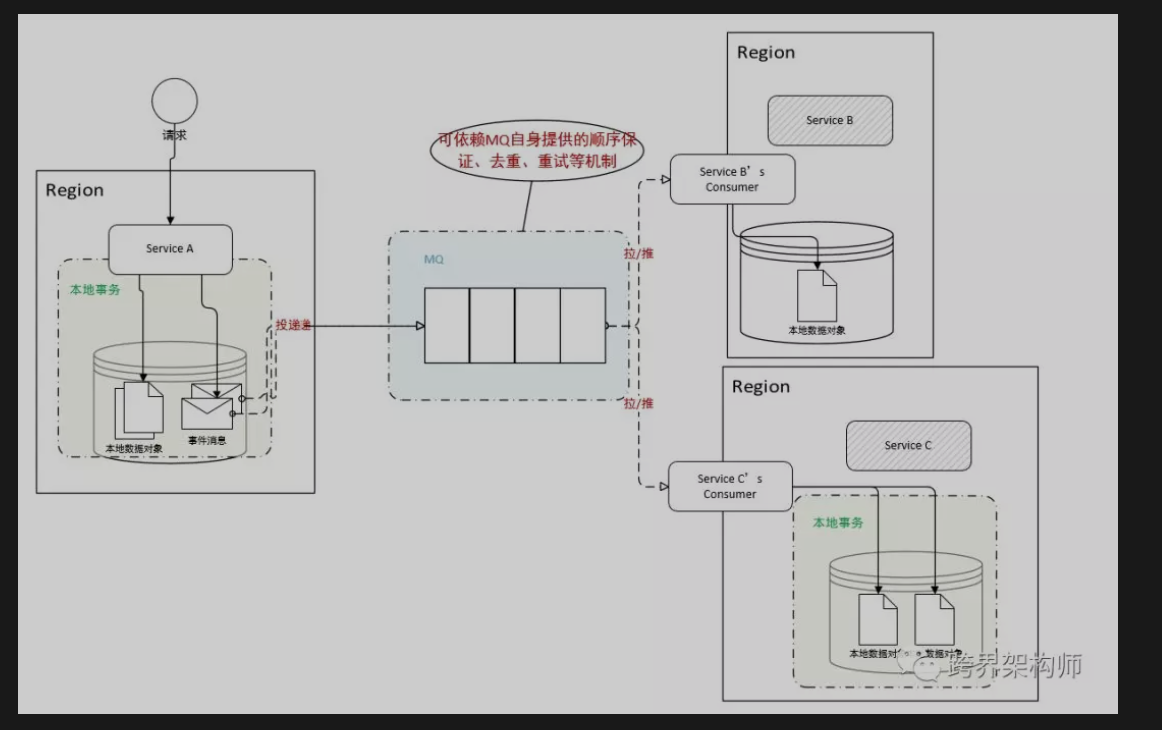 请求
Region
Service A
本地事务
本地数据对象
事件消息
投递
可依赖MQ自身提供的顺序保
证、去重、重试等机制
MQ
拉/推
拉/推
Region
Service B
Service B's
Consumer
本地数据对象
Region
Service C
Service C's
Consumer
本地事务
本地数据对
数据对象
跨界架构师